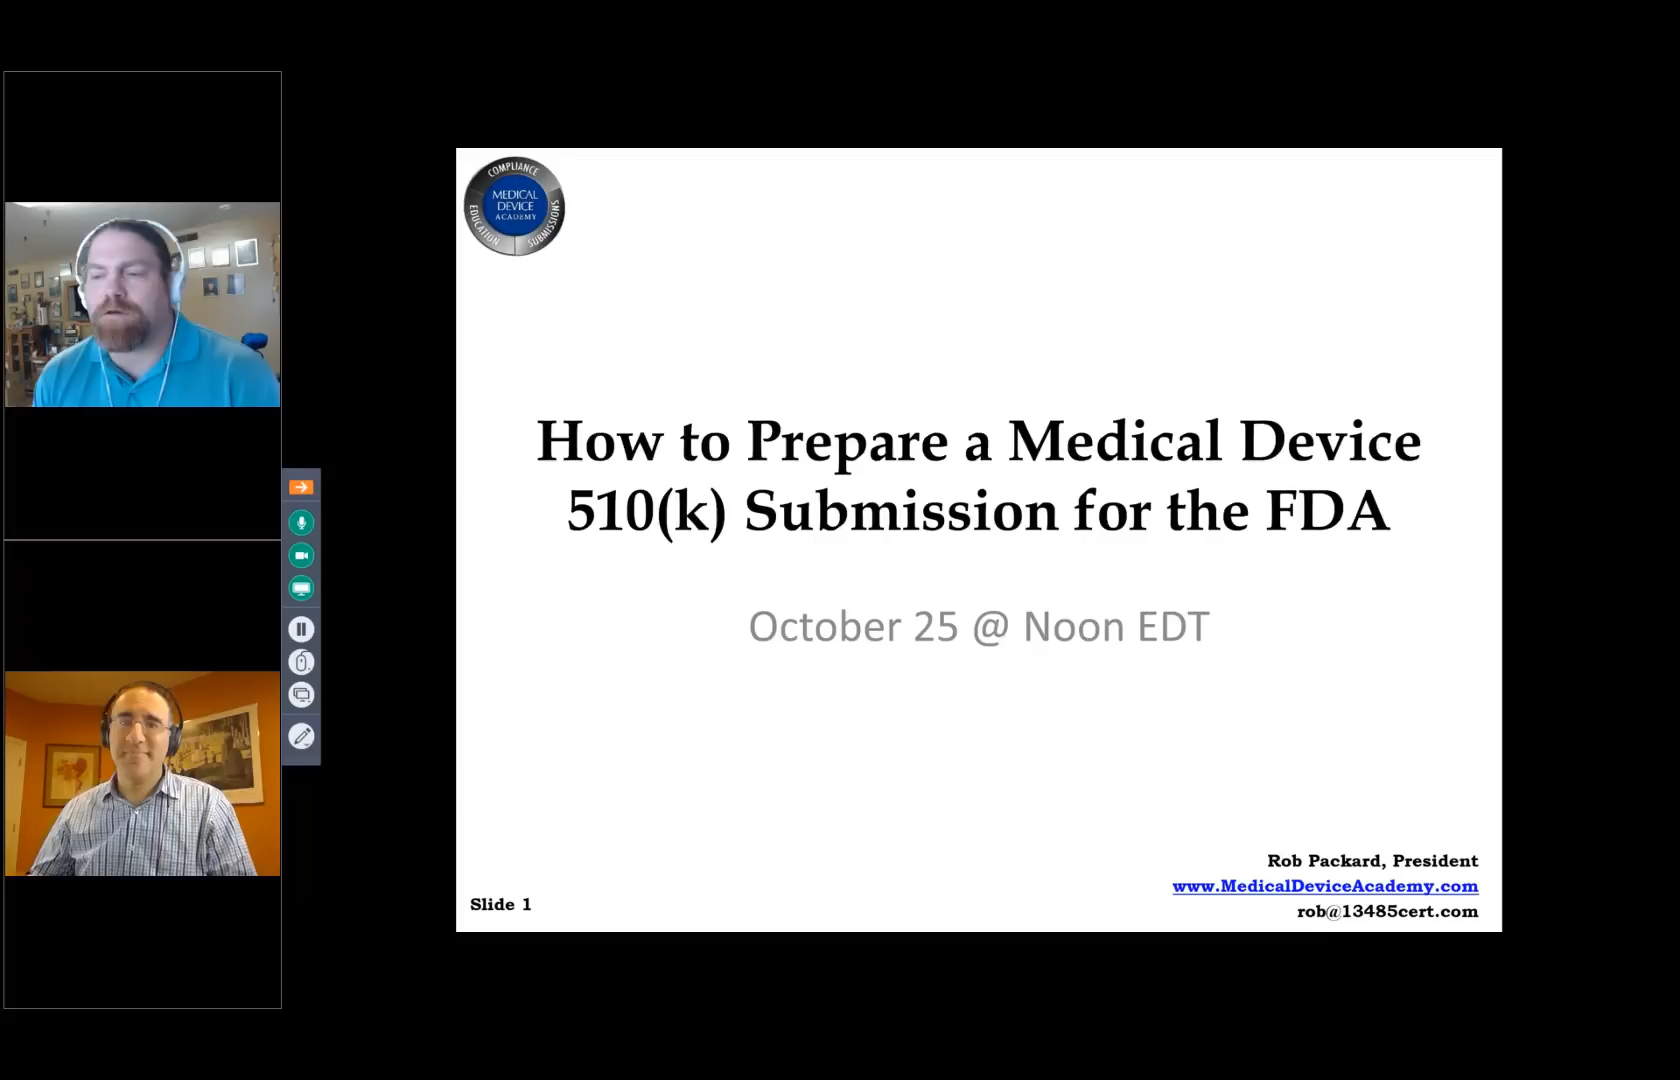 COMPLIANCE
EDUCATION
SUBMISSIONS
MEDICAL
DEVICE
ACADEMY
How to Prepare a Medical Device
510(k) Submission for the FDA
October 25 @ Noon EDT
Rob Packard, President
www.MedicalDeviceAcademy.com
rob@13485cert.com
Slide 1